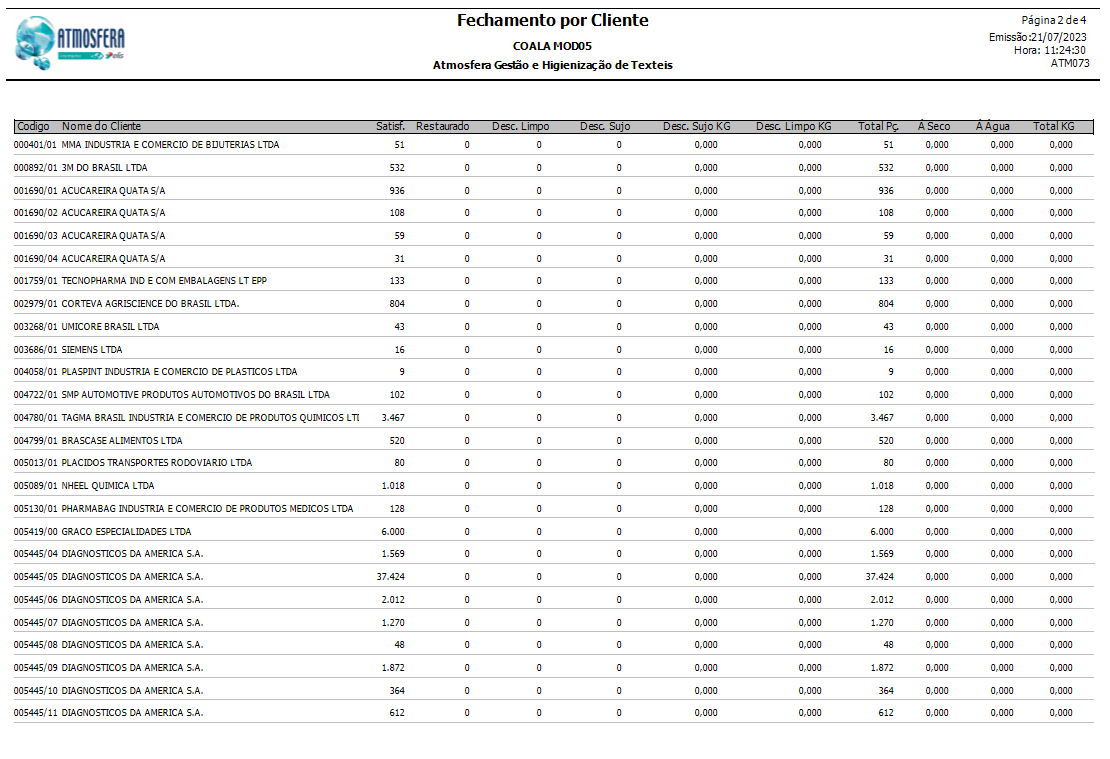 ATMOSFERA
elis
Fechamento por Cliente
COALA MOD05
Atmosfera Gestão e Higienização de Texteis
Página 2 de 4
Emissão:21/07/2023
Hora: 11:24:30
ATM073
Codigo Nome do Cliente Satisf. Restaurado Desc. Limpo Desc. Sujo Desc. Sujo KG Desc. Limpo KG Total Pç. Â Seco Â Água Total KG
000401/01 MMA INDUSTRIA E COMERCIO DE BIJUTERIAS LTDA 51 0 0 0 0,000 0,000 51 0,000 0,000 0,000
000892/01 3M DO BRASIL LTDA 532 0 0 0 0,000 0,000 532 0,000 0,000 0,000
001690/01 ACUCAREIRA QUATA S/A 936 0 0 0 0,000 0,000 936 0,000 0,000 0,000
001690/02 ACUCAREIRA QUATA S/A 108 0 0 0 0,000 0,000 108 0,000 0,000 0,000
001690/03 ACUCAREIRA QUATA S/A 59 0 0 0 0,000 0,000 59 0,000 0,000 0,000
001690/04 ACUCAREIRA QUATA S/A 31 0 0 0 0,000 0,000 31 0,000 0,000 0,000
001759/01 TECNOPHARMA IND E COM EMBALAGENS LT EPP 133 0 0 0 0,000 0,000 133 0,000 0,000 0,000
002979/01 CORTEVA AGRISCIENCE DO BRASIL LTDA. 804 0 0 0 0,000 0,000 804 0,000 0,000 0,000
003268/01 UMICORE BRASIL LTDA 43 0 0 0 0,000 0,000 43 0,000 0,000 0,000
003686/01 SIEMENS LTDA 16 0 0 0 0,000 0,000 16 0,000 0,000 0,000
004058/01 PLASPINT INDUSTRIA E COMERCIO DE PLASTICOS LTDA 9 0 0 0 0,000 0,000 9 0,000 0,000 0,000
004722/01 SMP AUTOMOTIVE PRODUTOS AUTOMOTIVOS DO BRASIL LTDA 102 0 0 0 0,000 0,000 102 0,000 0,000 0,000
004780/01 TAGMA BRASIL INDUSTRIA E COMERCIO DE PRODUTOS QUIMICOS LTI 3.467 0 0 0 0,000 0,000 3.467 0,000 0,000 0,000
004799/01 BRASCASE ALIMENTOS LTDA 520 0 0 0 0,000 0,000 520 0,000 0,000 0,000
005013/01 PLACIDOS TRANSPORTES RODOVIARIO LTDA 80 0 0 0 0,000 0,000 80 0,000 0,000 0,000
005089/01 NHEEL QUIMICA LTDA 1.018 0 0 0 0,000 0,000 1.018 0,000 0,000 0,000
005130/01 PHARMABAG INDUSTRIA E COMERCIO DE PRODUTOS MEDICOS LTDA 128 0 0 0 0,000 0,000 128 0,000 0,000 0,000
005419/00 GRACO ESPECIALIDADES LTDA 6.000 0 0 0 0,000 0,000 6.000 0,000 0,000 0,000
005445/04 DIAGNOSTICOS DA AMERICA S.A. 1.569 0 0 0 0,000 0,000 1.569 0,000 0,000 0,000
005445/05 DIAGNOSTICOS DA AMERICA S.A. 37.424 0 0 0 0,000 0,000 37.424 0,000 0,000 0,000
005445/06 DIAGNOSTICOS DA AMERICA S.A. 2.012 0 0 0 0,000 0,000 2.012 0,000 0,000 0,000
005445/07 DIAGNOSTICOS DA AMERICA S.A. 1.270 0 0 0 0,000 0,000 1.270 0,000 0,000 0,000
005445/08 DIAGNOSTICOS DA AMERICA S.A. 48 0 0 0 0,000 0,000 48 0,000 0,000 0,000
005445/09 DIAGNOSTICOS DA AMERICA S.A. 1.872 0 0 0 0,000 0,000 1.872 0,000 0,000 0,000
005445/10 DIAGNOSTICOS DA AMERICA S.A. 364 0 0 0 0,000 0,000 364 0,000 0,000 0,000
005445/11 DIAGNOSTICOS DA AMERICA S.A. 612 0 0 0 0,000 0,000 612 0,000 0,000 0,000